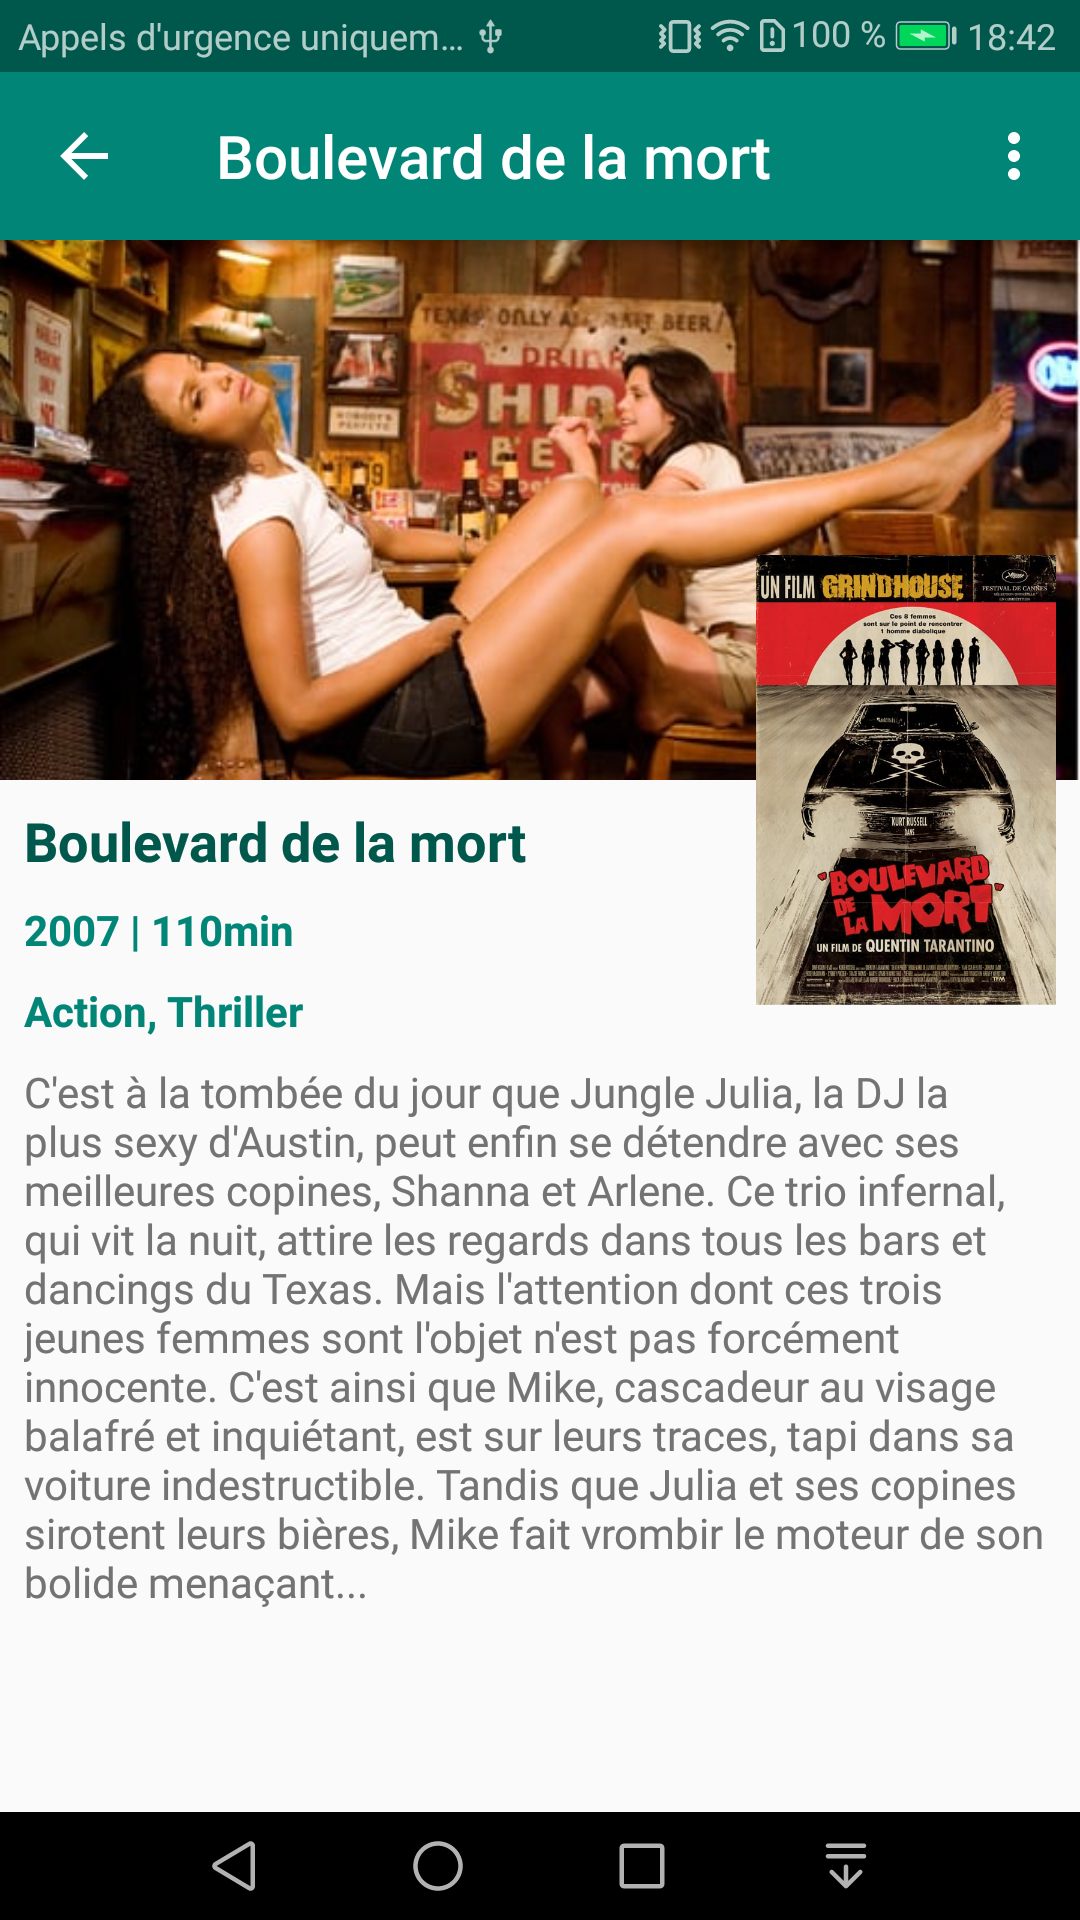 Appels d'urgence uniquem...
100 %
18:42
Boulevard de la mort
TEXAS ONLY
BEER!
DRINK
SHIN
BEER
NOBODY'S
PERFECT
UN FILM GRINDHOUSE
FESTIVAL DE CANNES
Ces 8 femmes
sont sur le point de rencontrer
1 homme diabolique
KURT RUSSELL
DANS
"BOULEVARD
DE
LA MORT"
UN FILM DE QUENTIN TARANTINO
Boulevard de la mort
2007 | 110min
Action, Thriller
C'est à la tombée du jour que Jungle Julia, la DJ la
plus sexy d'Austin, peut enfin se détendre avec ses
meilleures copines, Shanna et Arlene. Ce trio infernal,
qui vit la nuit, attire les regards dans tous les bars et
dancings du Texas. Mais l'attention dont ces trois
jeunes femmes sont l'objet n'est pas forcément
innocente. C'est ainsi que Mike, cascadeur au visage
balafré et inquiétant, est sur leurs traces, tapi dans sa
voiture indestructible. Tandis que Julia et ses copines
sirotent leurs bières, Mike fait vrombir le moteur de son
bolide menaçant...